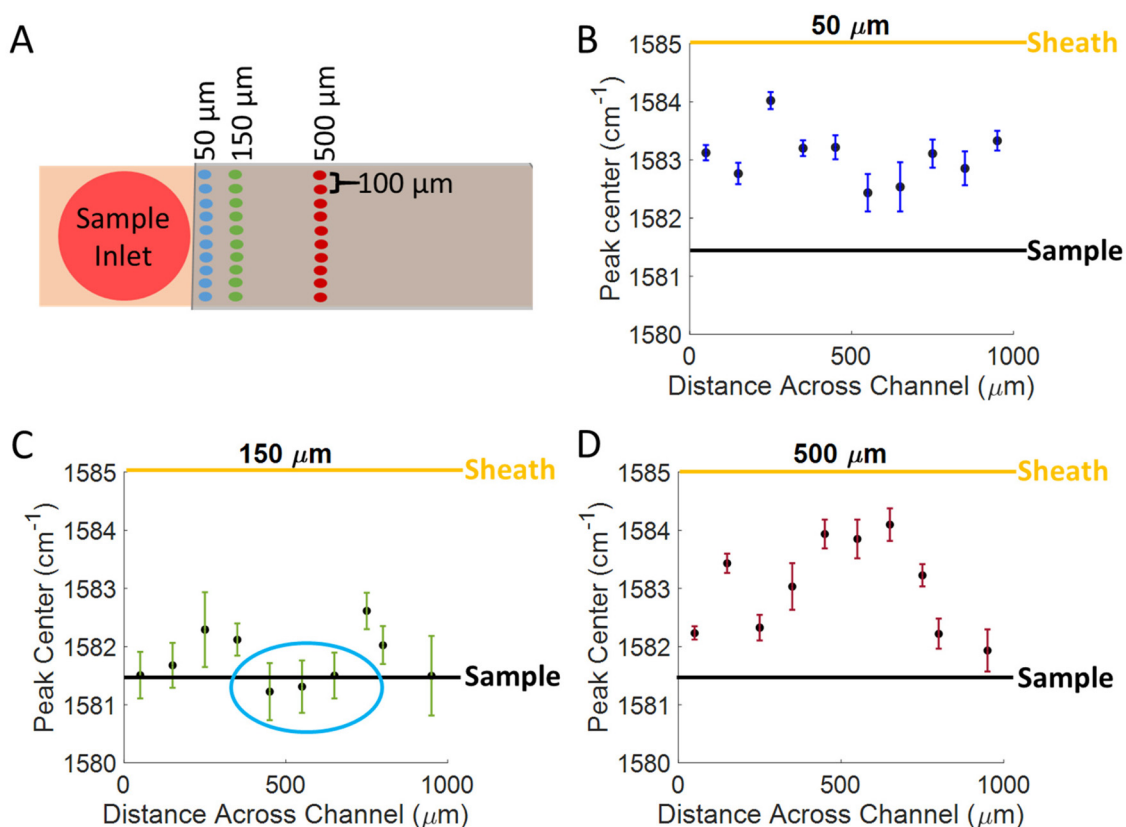 A
50 µm
150 µm
500 µm
100 µm
Sample
Inlet
B
50 µm
Sheath
Sample
Peak center (cm⁻¹)
1585
1584
1583
1582
1581
1580
0
500
1000
Distance Across Channel (µm)
C
150 µm
Sheath
Sample
Peak Center (cm⁻¹)
1585
1584
1583
1582
1581
1580
0
500
1000
Distance Across Channel (µm)
D
500 µm
Sheath
Sample
Peak Center (cm⁻¹)
1585
1584
1583
1582
1581
1580
0
500
1000
Distance Across Channel (µm)